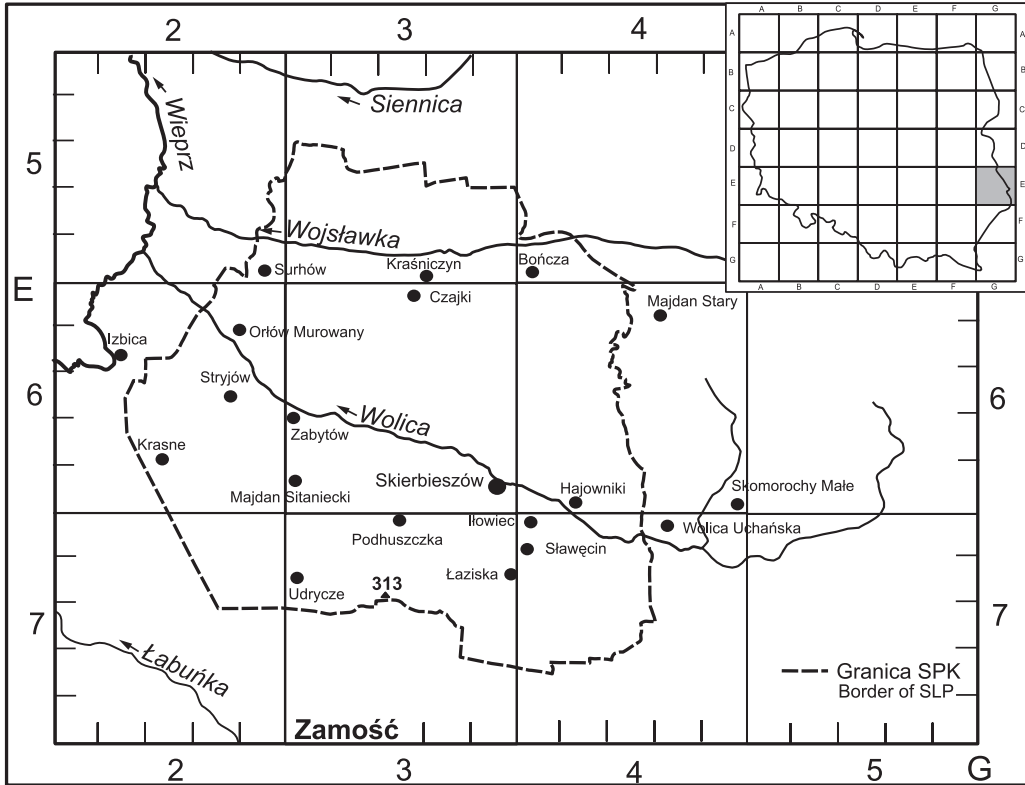 2
3
4
A
B
C
D
E
F
G
A
B
C
D
E
F
G
A
B
C
D
E
F
G
A
B
C
D
E
F
G
Wieprz
Siennica
5
Wojsławka
Surhów
Kraśniczyn
Bończa
E
Czajki
Majdan Stary
Izbica
Orłów Murowany
Stryjów
6
6
Wolica
Zabytów
Krasne
Majdan Sitaniecki
Skierbieszów
Hajowniki
Skomorochy Małe
Iłowiec
Wolica Uchańska
Podhuszczka
Sławęcin
Łaziska
313
Udrycze
7
7
Łabuńka
Granica SPK
Border of SLP
Zamość
2
3
4
5
G